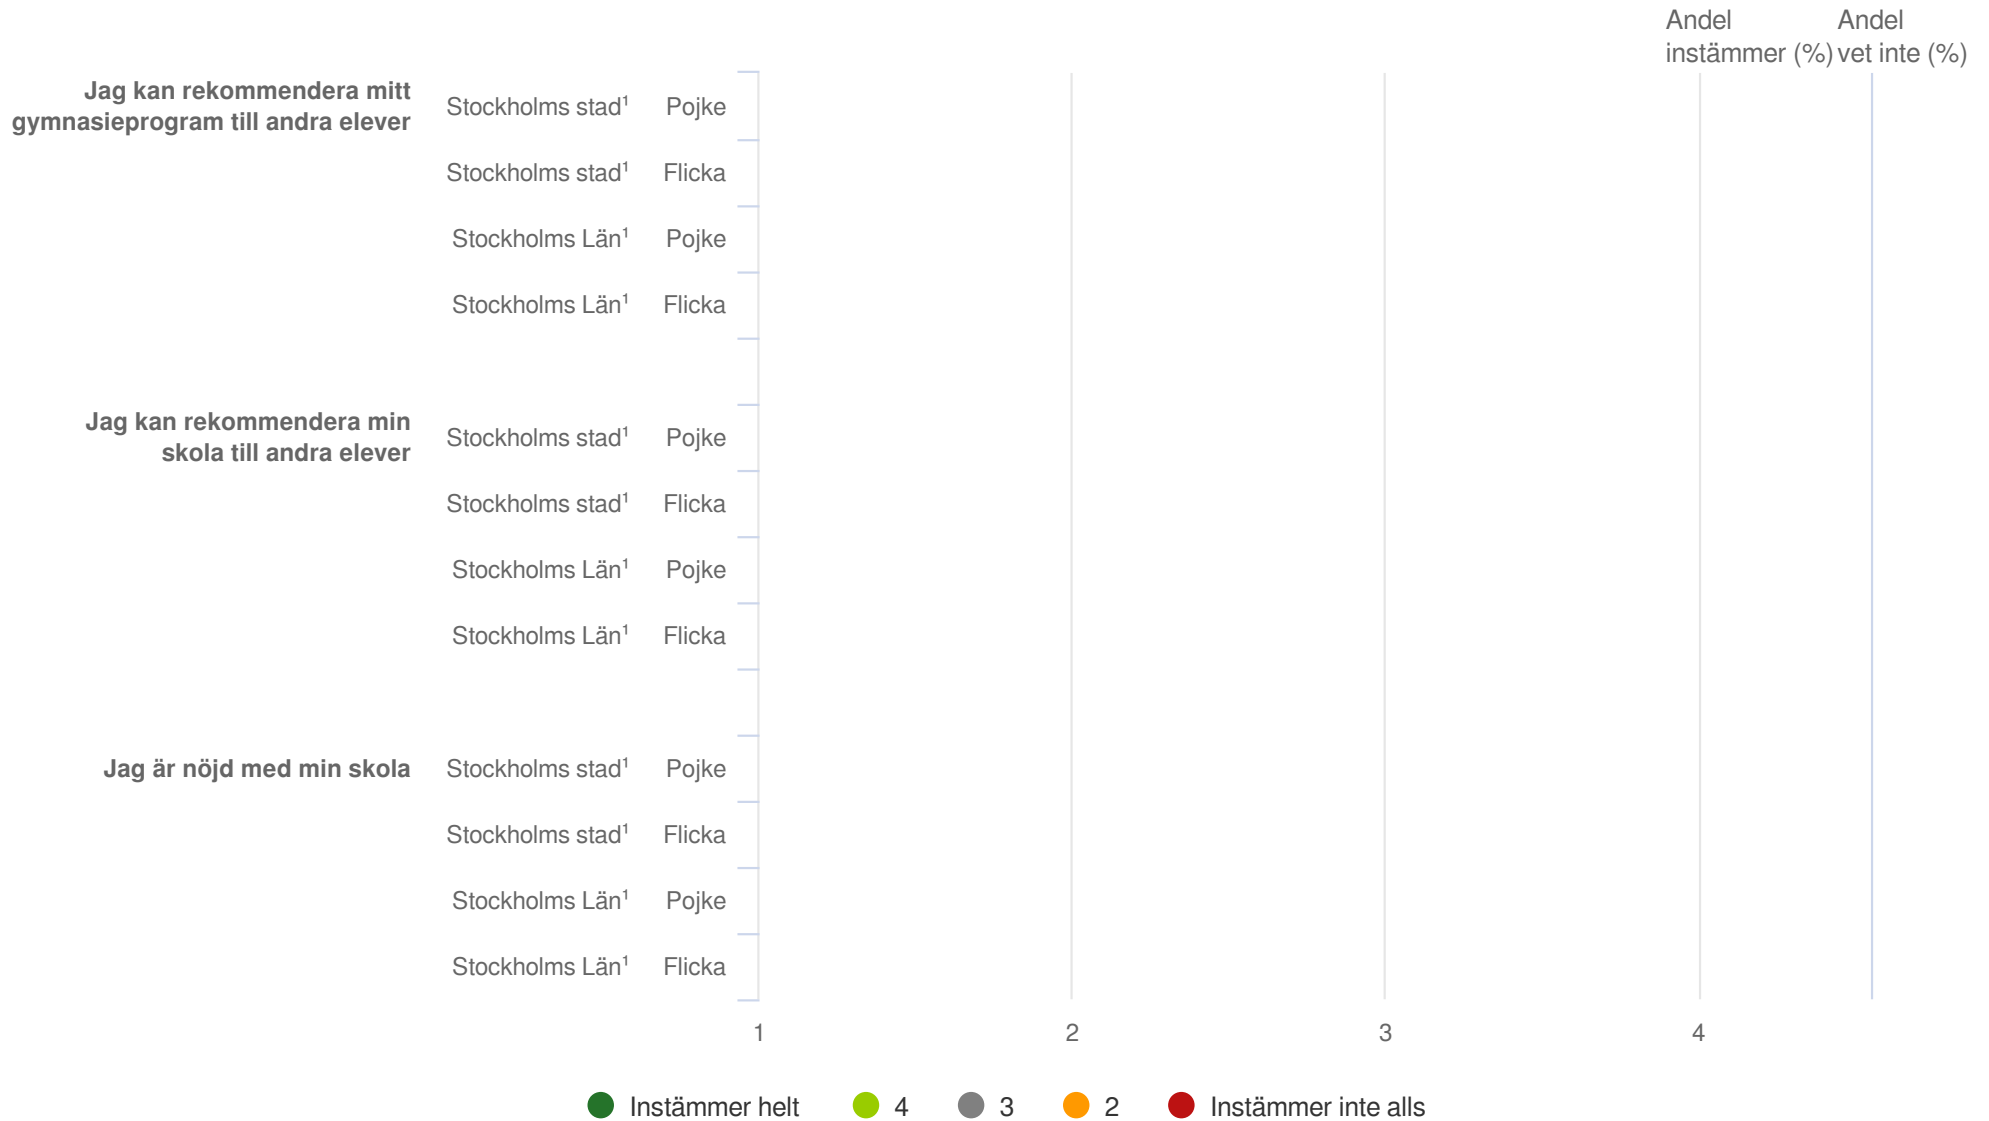 Andel Andel
instämmer (%) vet inte (%)
Jag kan rekommendera mitt
gymnasieprogram till andra elever
Stockholms stad¹ Pojke
Stockholms stad¹ Flicka
Stockholms Län¹ Pojke
Stockholms Län¹ Flicka
Jag kan rekommendera min
skola till andra elever
Stockholms stad¹ Pojke
Stockholms stad¹ Flicka
Stockholms Län¹ Pojke
Stockholms Län¹ Flicka
Jag är nöjd med min skola Stockholms stad¹ Pojke
Stockholms stad¹ Flicka
Stockholms Län¹ Pojke
Stockholms Län¹ Flicka
1 2 3 4
Instämmer helt 4 3 2 Instämmer inte alls